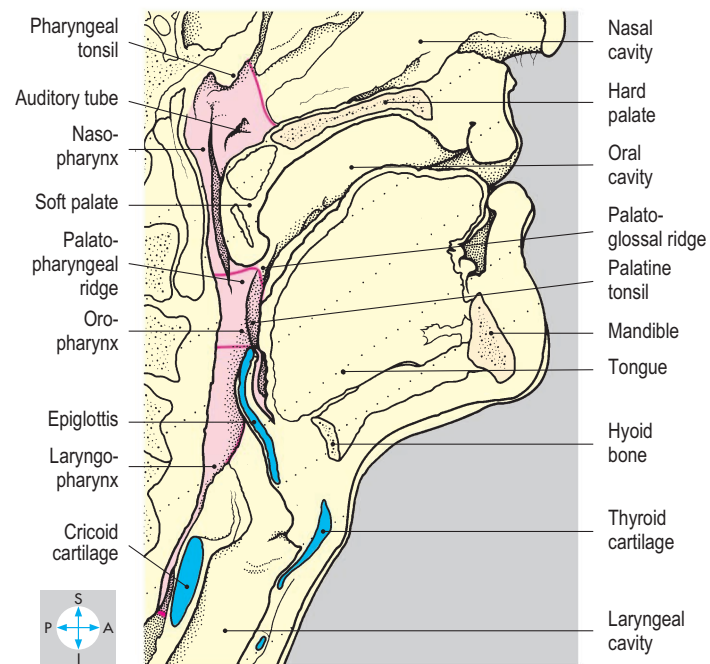 Pharyngeal
tonsil
Auditory tube
Naso-
pharynx
Soft palate
Palato-
pharyngeal
ridge
Oro-
pharynx
Epiglottis
Laryngo-
pharynx
Cricoid
cartilage
S
P A
I
Nasal
cavity
Hard
palate
Oral
cavity
Palato-
glossal ridge
Palatine
tonsil
Mandible
Tongue
Hyoid
bone
Thyroid
cartilage
Laryngeal
cavity